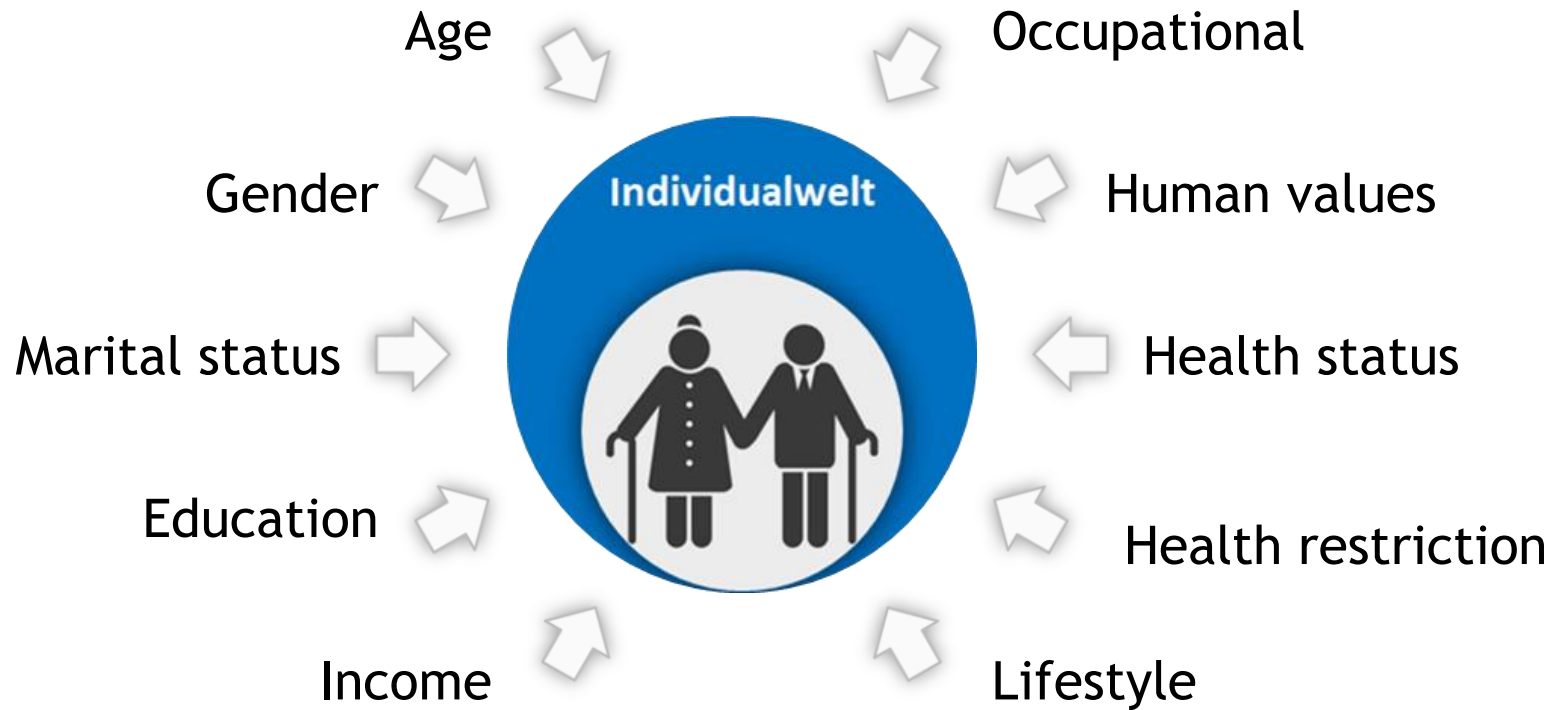 Age
Occupational
Gender
Individualwelt
Human values
Marital status
Health status
Education
Health restriction
Income
Lifestyle